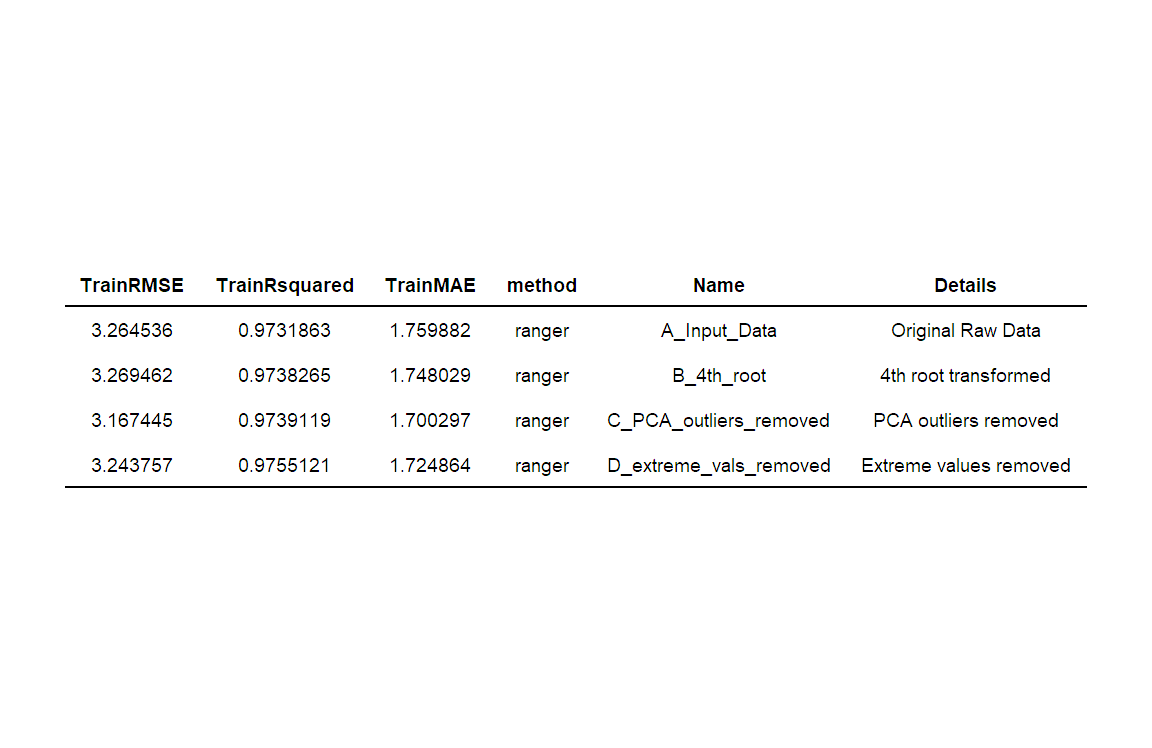 TrainRMSE TrainRsquared TrainMAE method Name Details
3.264536 0.9731863 1.759882 ranger A_Input_Data Original Raw Data
3.269462 0.9738265 1.748029 ranger B_4th_root 4th root transformed
3.167445 0.9739119 1.700297 ranger C_PCA_outliers_removed PCA outliers removed
3.243757 0.9755121 1.724864 ranger D_extreme_vals_removed Extreme values removed